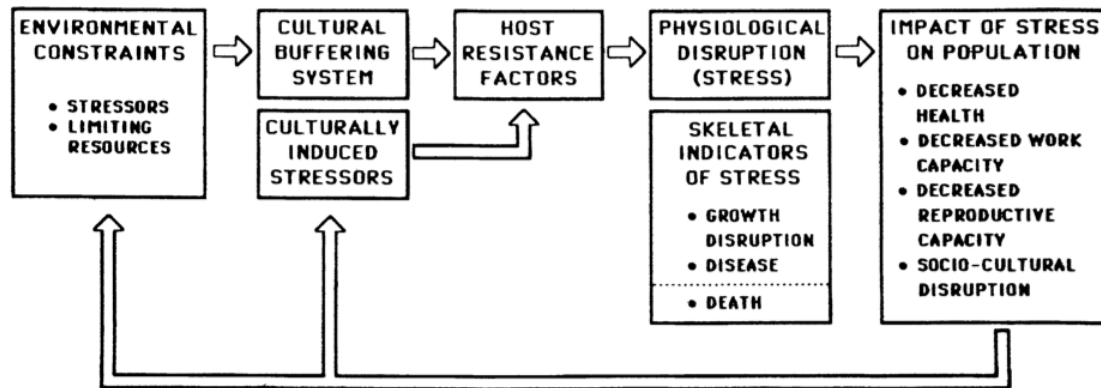 ENVIRONMENTAL
CONSTRAINTS
• STRESSORS
• LIMITING
RESOURCES
CULTURAL
BUFFERING
SYSTEM
CULTURALLY
INDUCED
STRESSORS
HOST
RESISTANCE
FACTORS
PHYSIOLOGICAL
DISRUPTION
(STRESS)
SKELETAL
INDICATORS
OF STRESS
• GROWTH
DISRUPTION
• DISEASE
• DEATH
IMPACT OF STRESS
ON POPULATION
• DECREASED
HEALTH
• DECREASED WORK
CAPACITY
• DECREASED
REPRODUCTIVE
CAPACITY
• SOCIO-CULTURAL
DISRUPTION